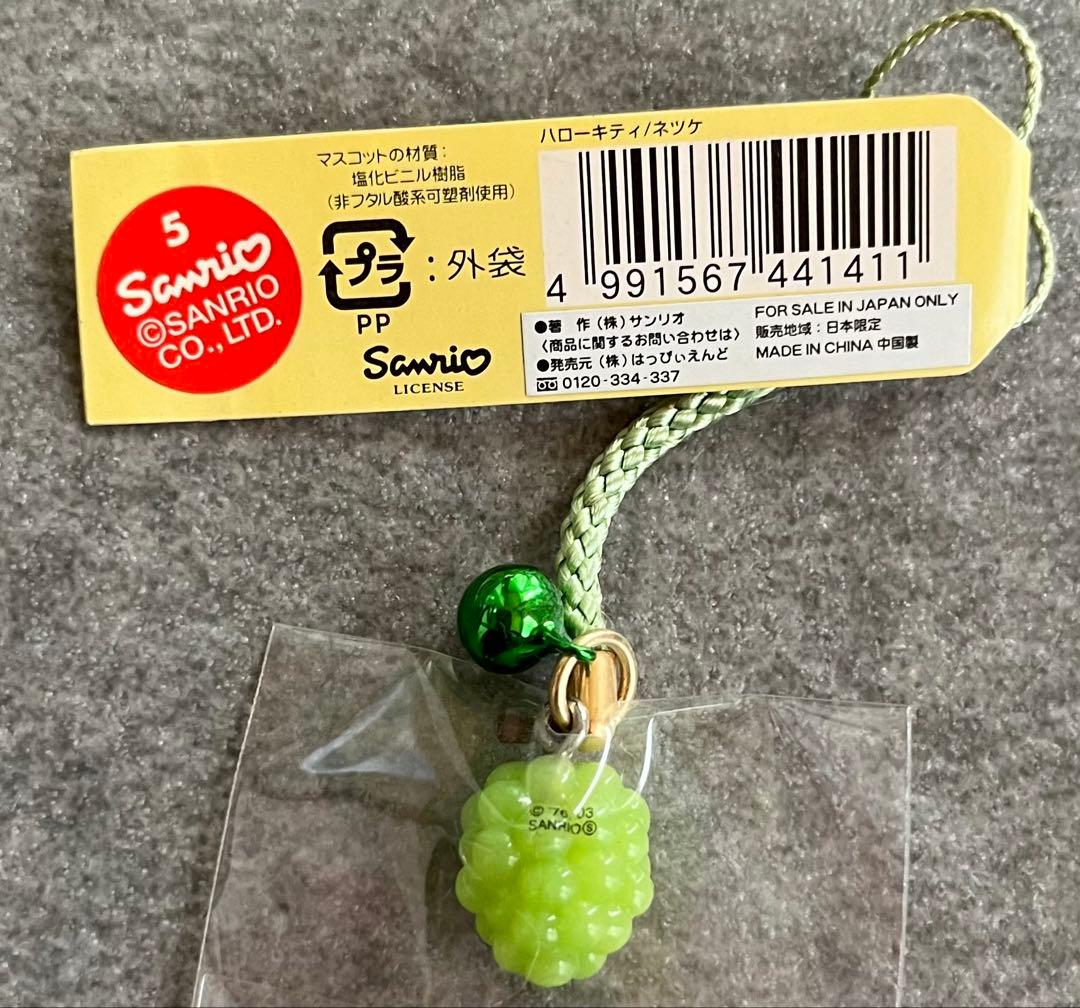 ハローキティ/ネツケ
マスコットの材質:
塩化ビニル樹脂
(非フタル酸系可塑剤使用)
5
Sanrio
©SANRIO
CO., LTD.
プラ
:外袋
PP
Sanrio
LICENSE
4 991567 441411
●著 作 (株) サンリオ
〈商品に関するお問い合わせは〉
●発売元 (株) はっぴぃえんど
0120-334-337
FOR SALE IN JAPAN ONLY
販売地域:日本限定
MADE IN CHINA 中国製
© '76 '03
SANRIO Ⓢ